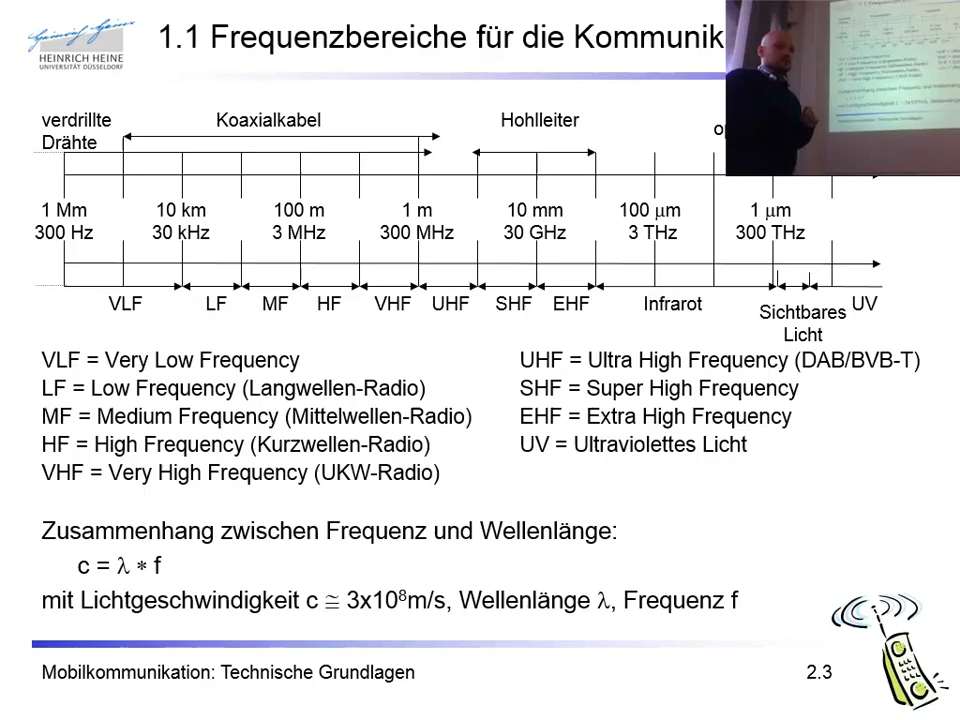 Heinrich Heine
HEINRICH HEINE
UNIVERSITÄT DÜSSELDORF
1.1 Frequenzbereiche für die Kommunik
verdrillte
Drähte
Koaxialkabel
Hohlleiter
1 Mm
300 Hz
10 km
30 kHz
100 m
3 MHz
1 m
300 MHz
10 mm
30 GHz
100 μm
3 THz
1 μm
300 THz
VLF
LF
MF
HF
VHF
UHF
SHF
EHF
Infrarot
Sichtbares
Licht
UV
VLF = Very Low Frequency
LF = Low Frequency (Langwellen-Radio)
MF = Medium Frequency (Mittelwellen-Radio)
HF = High Frequency (Kurzwellen-Radio)
VHF = Very High Frequency (UKW-Radio)
UHF = Ultra High Frequency (DAB/BVB-T)
SHF = Super High Frequency
EHF = Extra High Frequency
UV = Ultraviolettes Licht
Zusammenhang zwischen Frequenz und Wellenlänge:
c = λ ∗ f
mit Lichtgeschwindigkeit c ≅ 3x10⁸m/s, Wellenlänge λ, Frequenz f
Mobilkommunikation: Technische Grundlagen
2.3